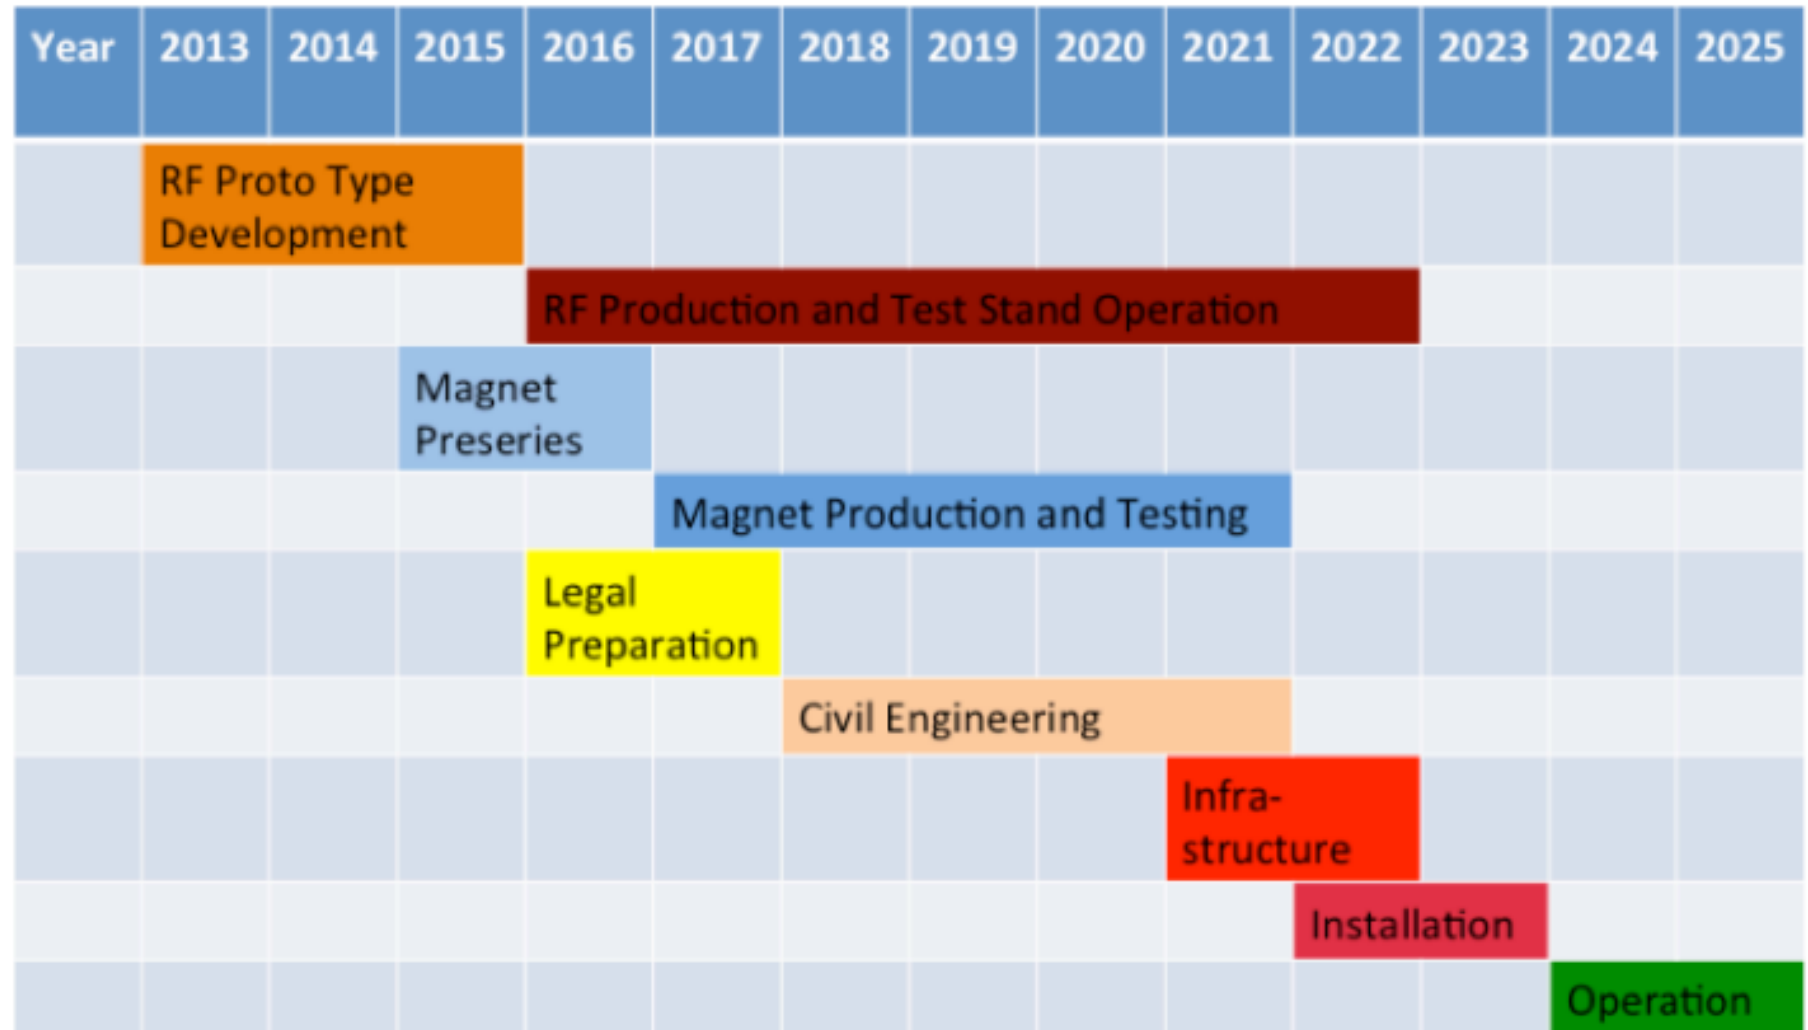 Year 2013 2014 2015 2016 2017 2018 2019 2020 2021 2022 2023 2024 2025
RF Proto Type
Development
RF Production and Test Stand Operation
Magnet
Preseries
Magnet Production and Testing
Legal
Preparation
Civil Engineering
Infra-
structure
Installation
Operation